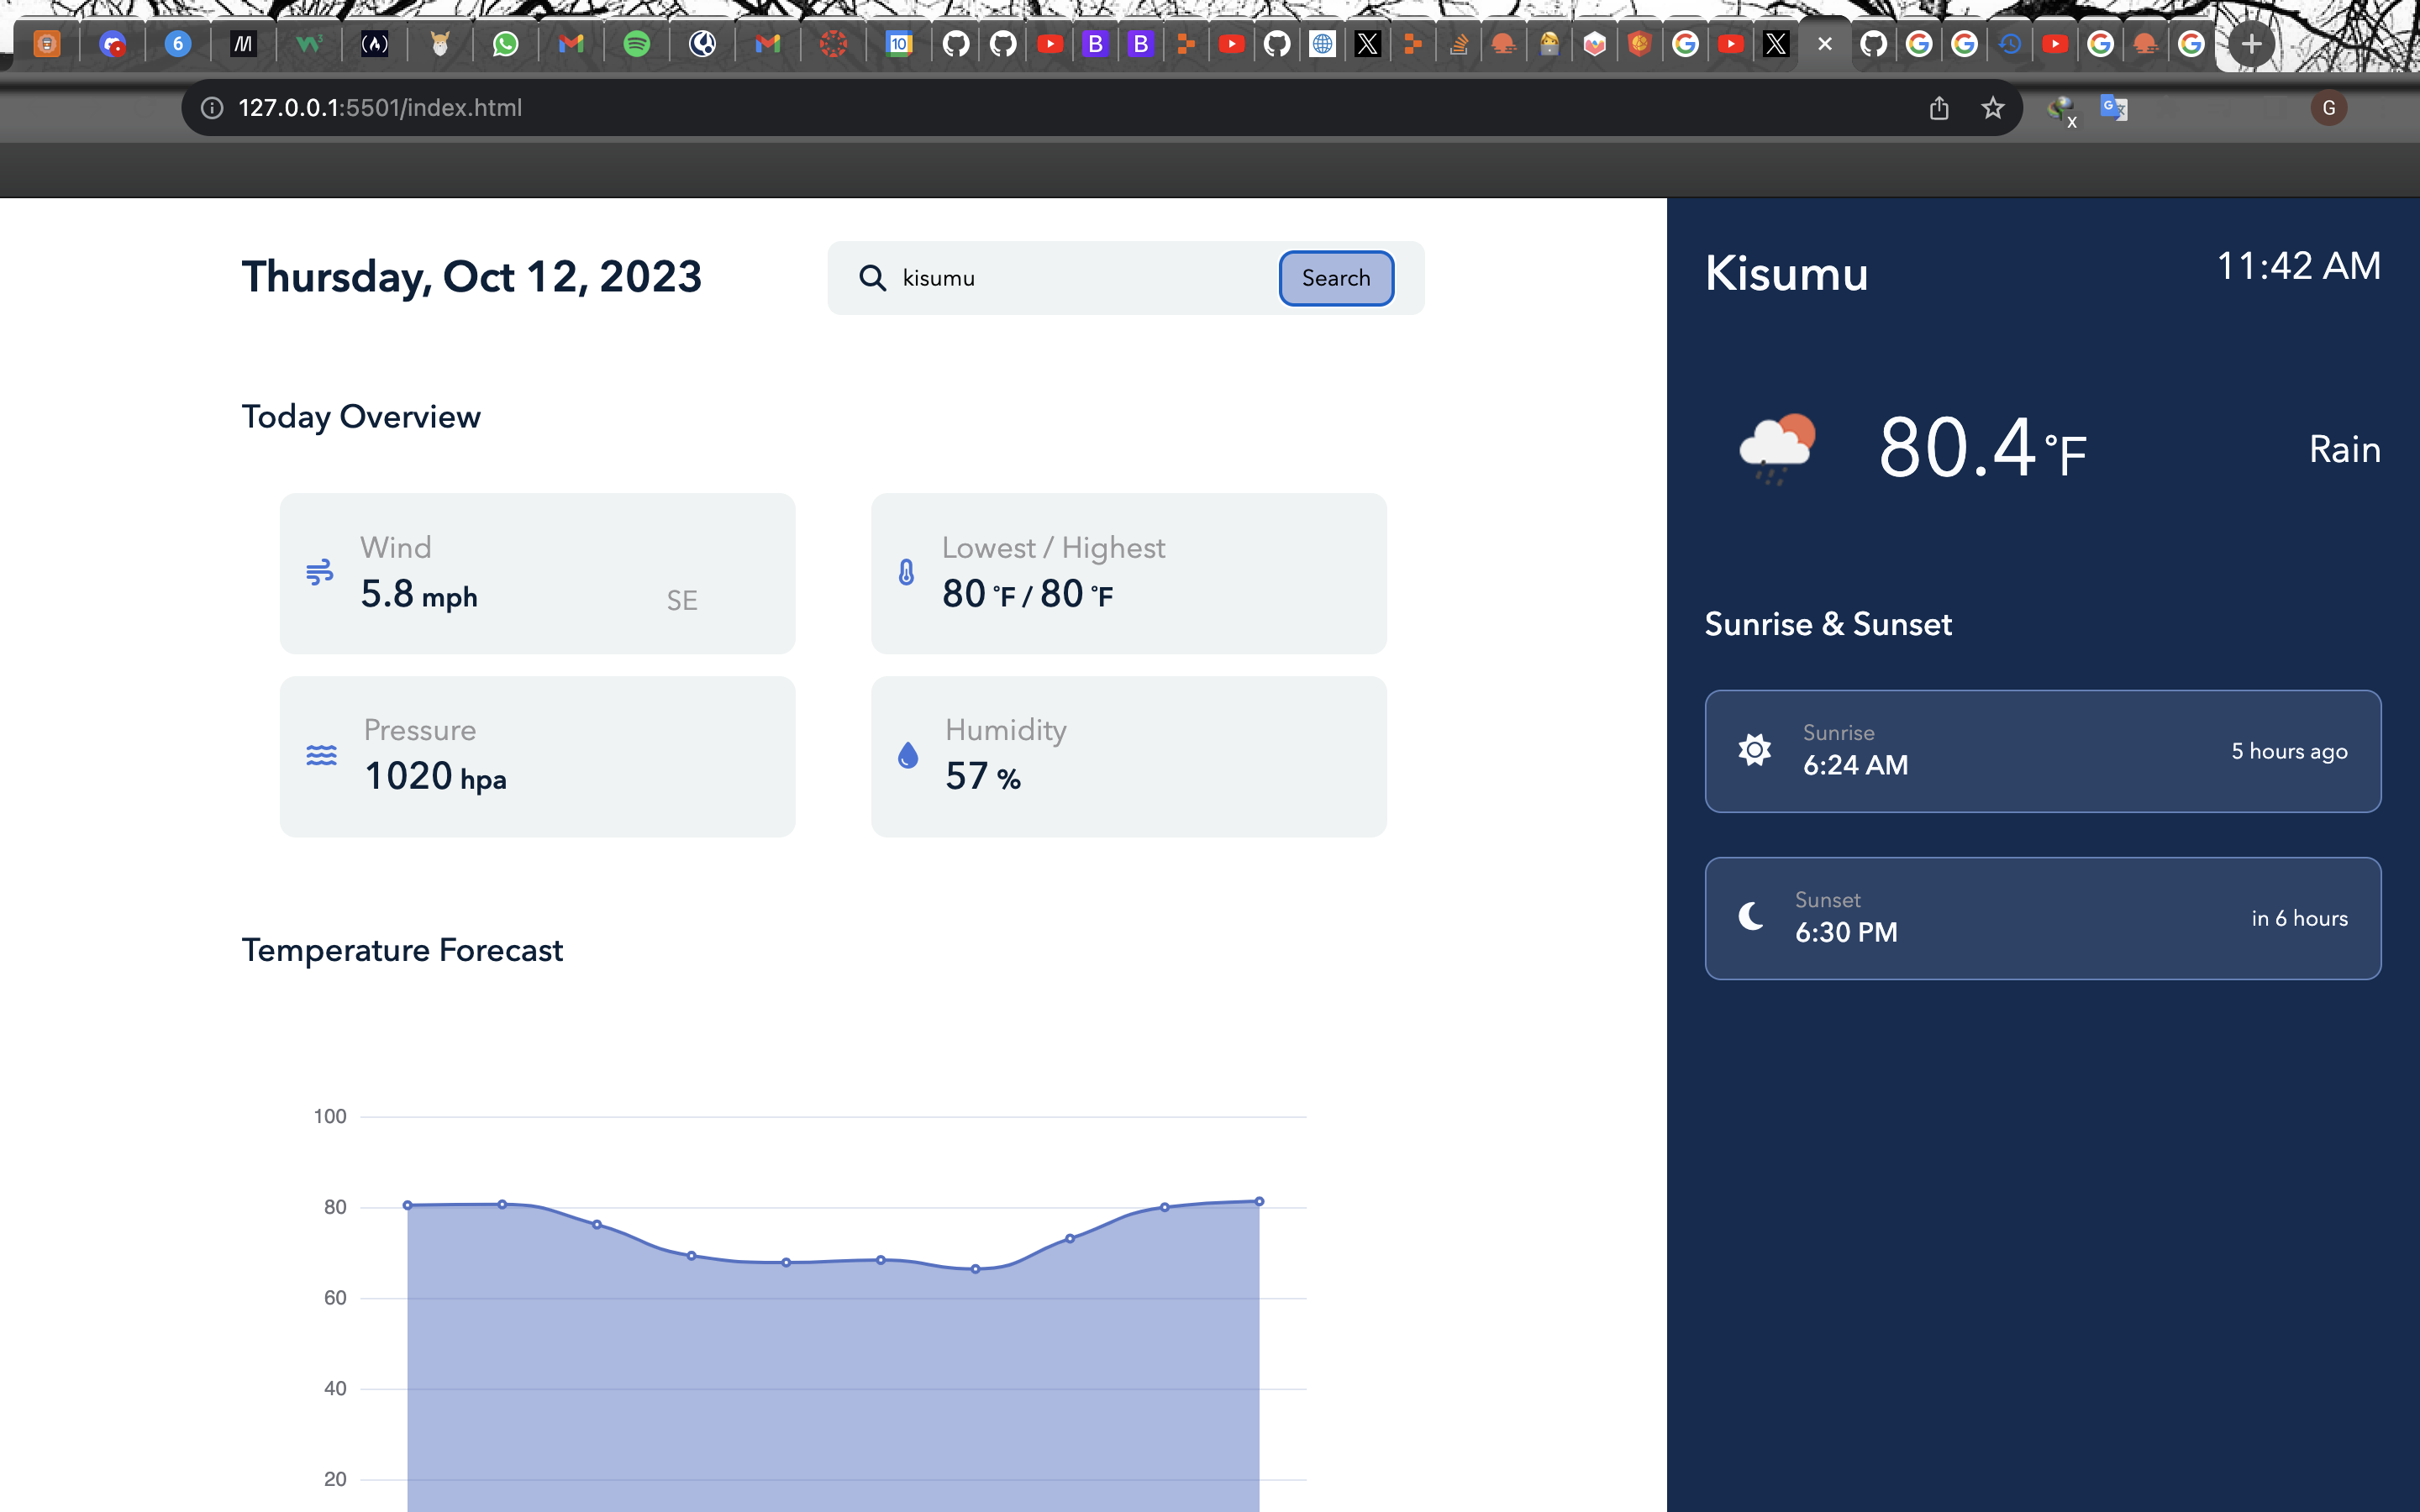 6
M
W3
10
B
B
127.0.0.1:5501/index.html
G
x
G
Thursday, Oct 12, 2023
kisumu
Search
Kisumu
11:42 AM
Today Overview
80.4 °F
Rain
Wind
5.8 mph
SE
Lowest / Highest
80 °F / 80 °F
Pressure
1020 hpa
Humidity
57 %
Sunrise & Sunset
Sunrise
6:24 AM
5 hours ago
Sunset
6:30 PM
in 6 hours
Temperature Forecast
100
80
60
40
20